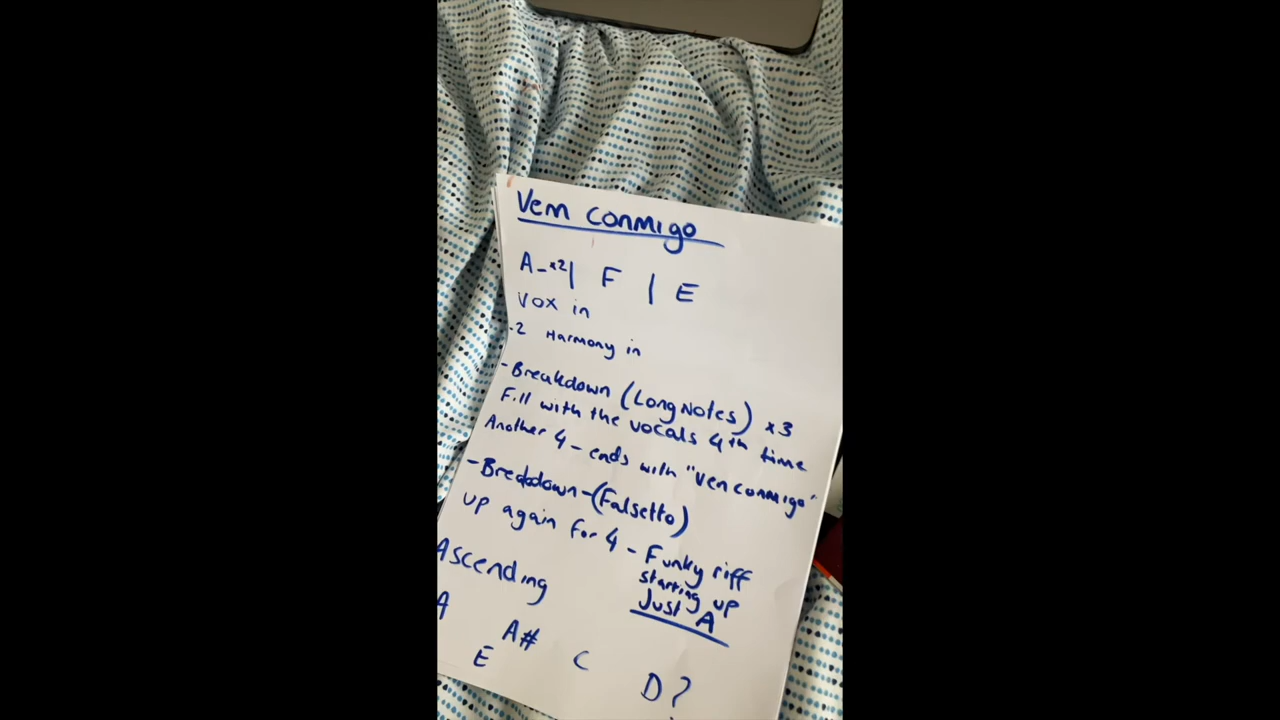 Vem conmigo
A-x2| F | E
Vox in
-2 Harmony in
-Breakdown (Long Notes) x3
Fill with the vocals 4th time
Another 4 - ends with "ven conmigo"
-Breakdown-(Falsetto)
up again for 4 - Funky riff
starting up
Just A
Ascending
A A# C D?
E